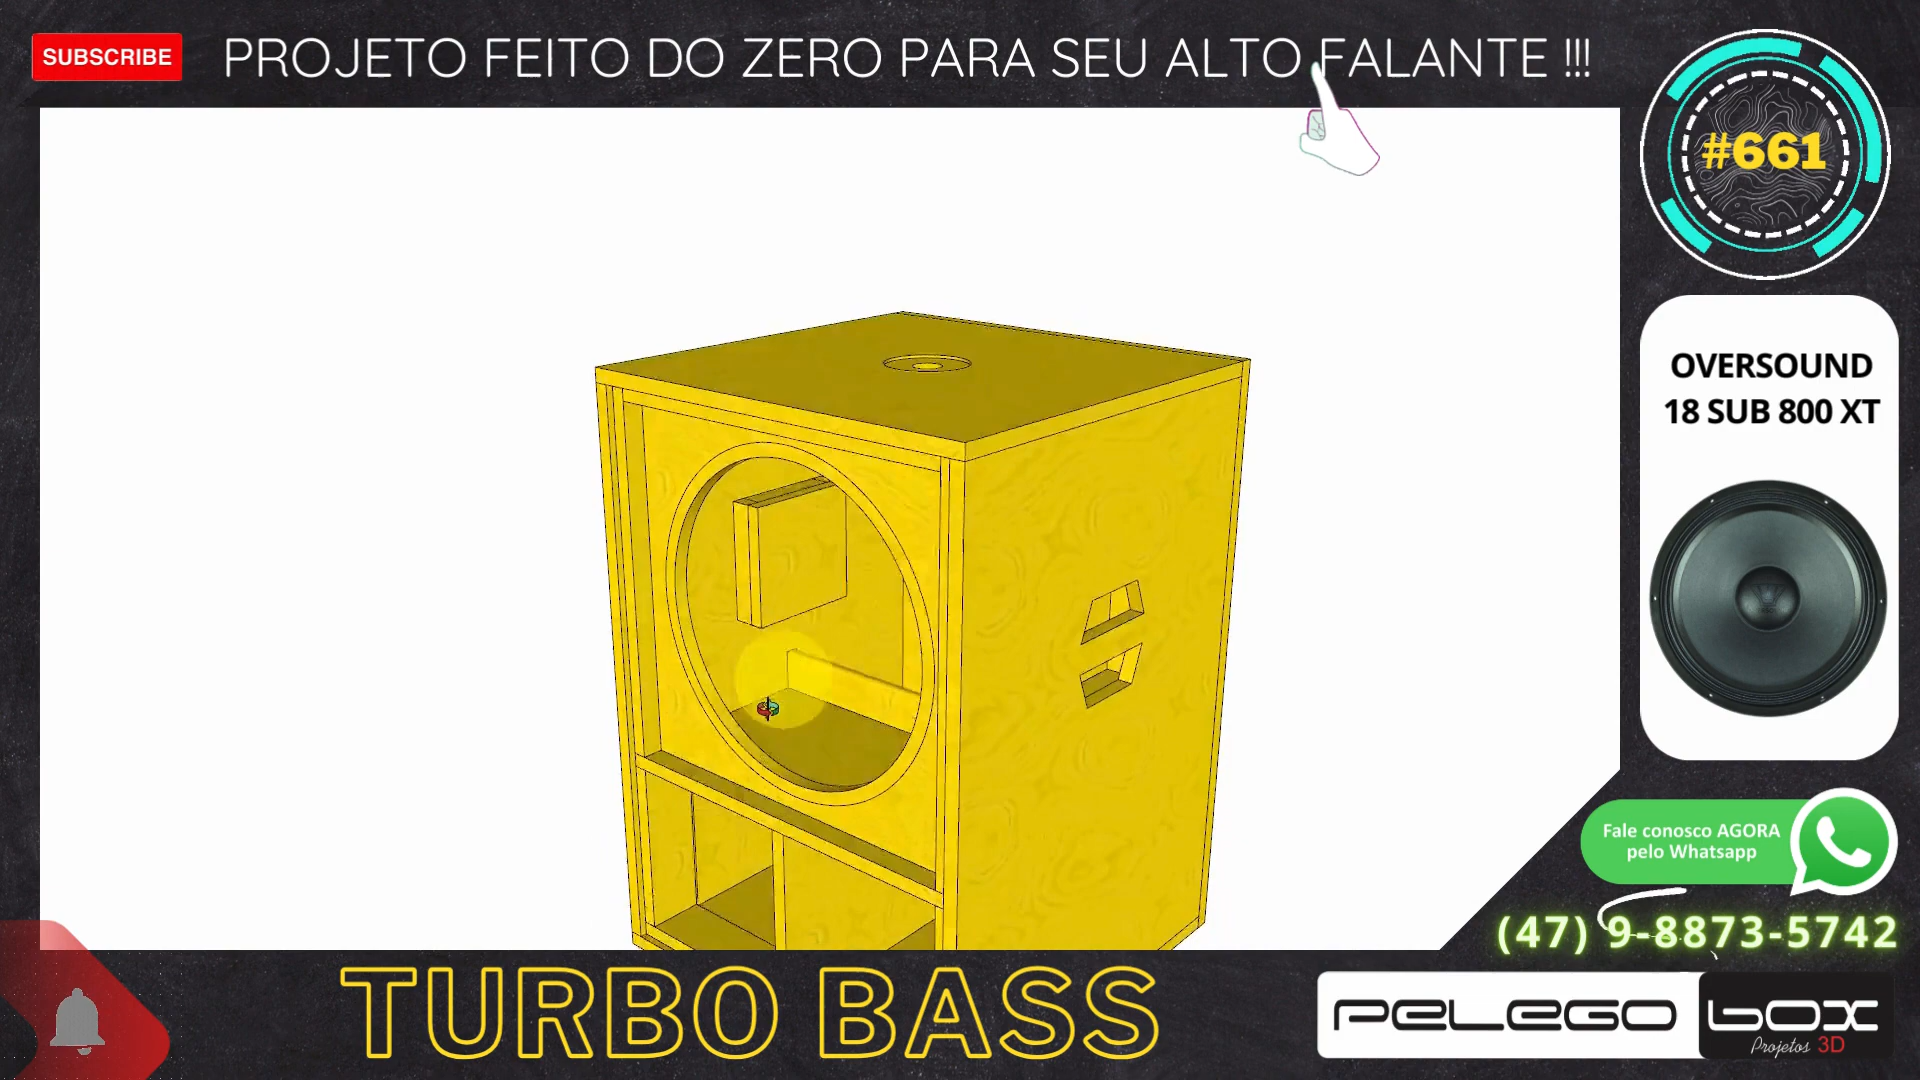 SUBSCRIBE
PROJETO FEITO DO ZERO PARA SEU ALTO FALANTE !!!
#661
OVERSOUND
18 SUB 800 XT
Fale conosco AGORA
pelo Whatsapp
(47) 9-8873-5742
TURBO BASS
PELEGO BOX
Projetos 3D